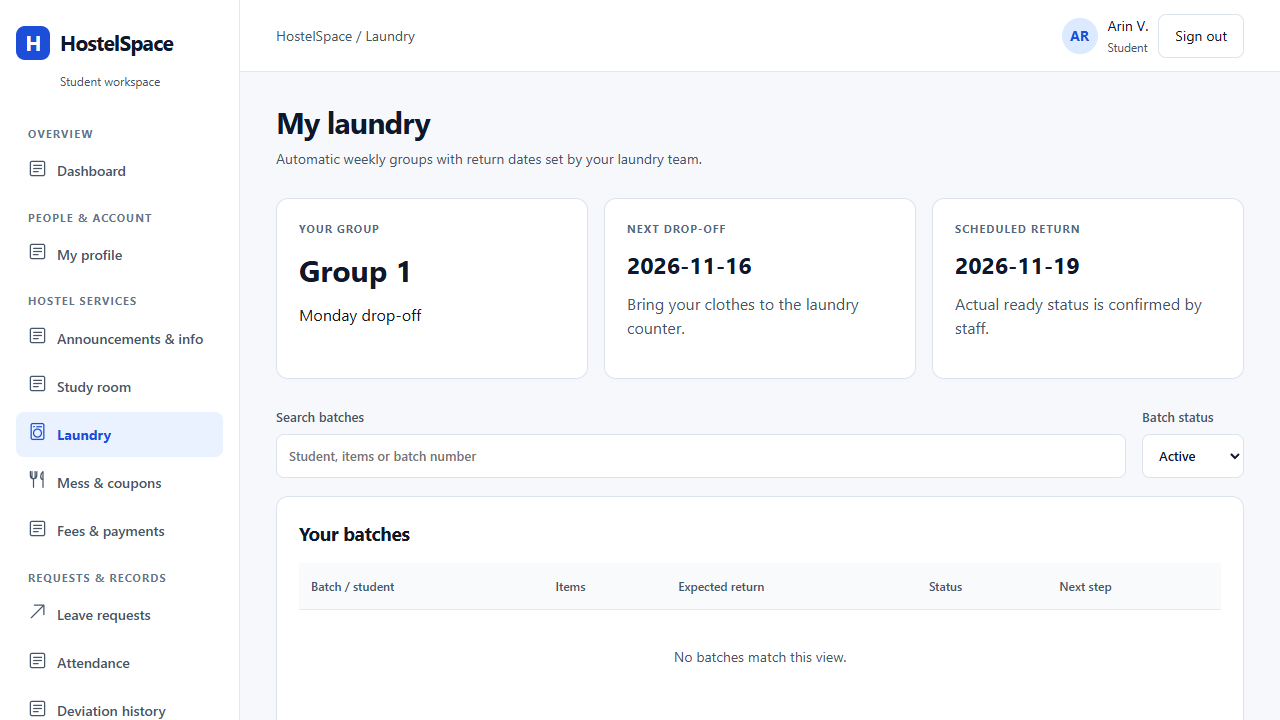 H HostelSpace
Student workspace
OVERVIEW
Dashboard
PEOPLE & ACCOUNT
My profile
HOSTEL SERVICES
Announcements & info
Study room
Laundry
Mess & coupons
Fees & payments
REQUESTS & RECORDS
Leave requests
Attendance
Deviation history
HostelSpace / Laundry
AR
Arin V.
Student
Sign out
My laundry
Automatic weekly groups with return dates set by your laundry team.
YOUR GROUP
Group 1
Monday drop-off
NEXT DROP-OFF
2026-11-16
Bring your clothes to the laundry
counter.
SCHEDULED RETURN
2026-11-19
Actual ready status is confirmed by
staff.
Search batches
Student, items or batch number
Batch status
Active
Your batches
Batch / student Items Expected return Status Next step
No batches match this view.